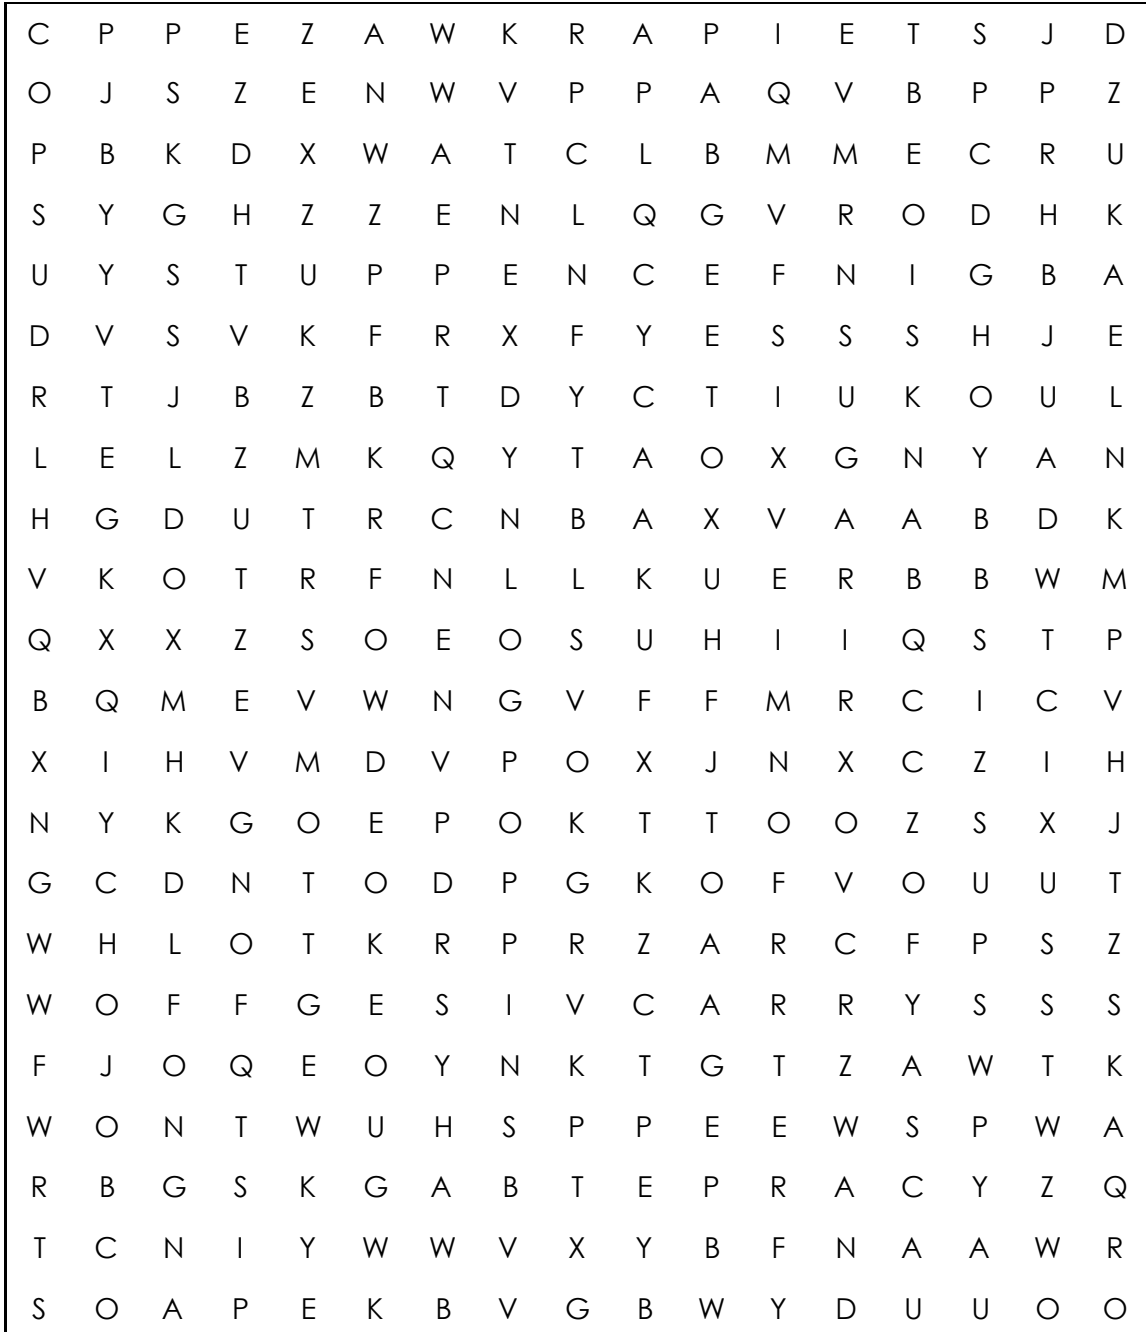 C P P E Z A W K R A P I E T S J D
O J S Z E N W V P P A Q V B P P Z
P B K D X W A T C L B M M E C R U
S Y G H Z Z E N L Q G V R O D H K
U Y S T U P P E N C E F N I G B A
D V S V K F R X F Y E S S S H J E
R T J B Z B T D Y C T I U K O U L
L E L Z M K Q Y T A O X G N Y A N
H G D U T R C N B A X V A A B D K
V K O T R F N L L K U E R B B W M
Q X X Z S O E O S U H I I Q S T P
B Q M E V W N G V F F M R C I C V
X I H V M D V P O X J N X C Z I H
N Y K G O E P O K T T O O Z S X J
G C D N T O D P G K O F V O U U T
W H L O T K R P R Z A R C F P S Z
W O F F G E S I V C A R R Y S S S
F J O Q E O Y N K T G T Z A W T K
W O N T W U H S P P E E W S P W A
R B G S K G A B T E P R A C Y Z Q
T C N I Y W W V X Y B F N A A W R
S O A P E K B V G B W Y D U U O O